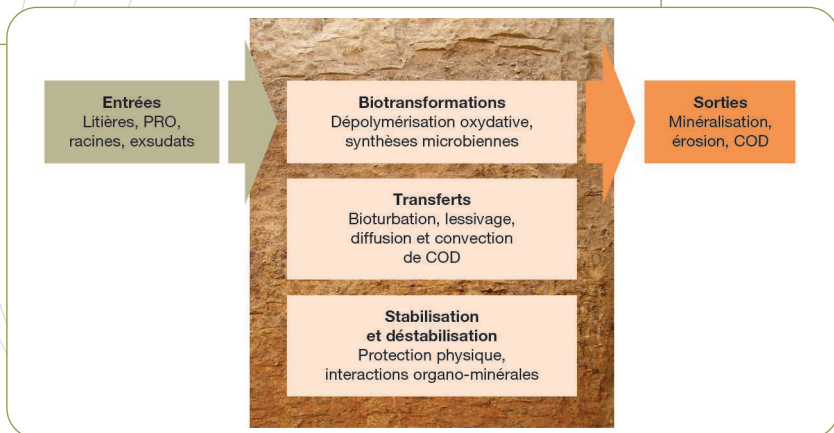 Entrées
Litières, PRO,
racines, exsudats
Biotransformations
Dépolymérisation oxydative,
synthèses microbiennes
Sorties
Minéralisation,
érosion, COD
Transferts
Bioturbation, lessivage,
diffusion et convection
de COD
Stabilisation
et déstabilisation
Protection physique,
interactions organo-minérales